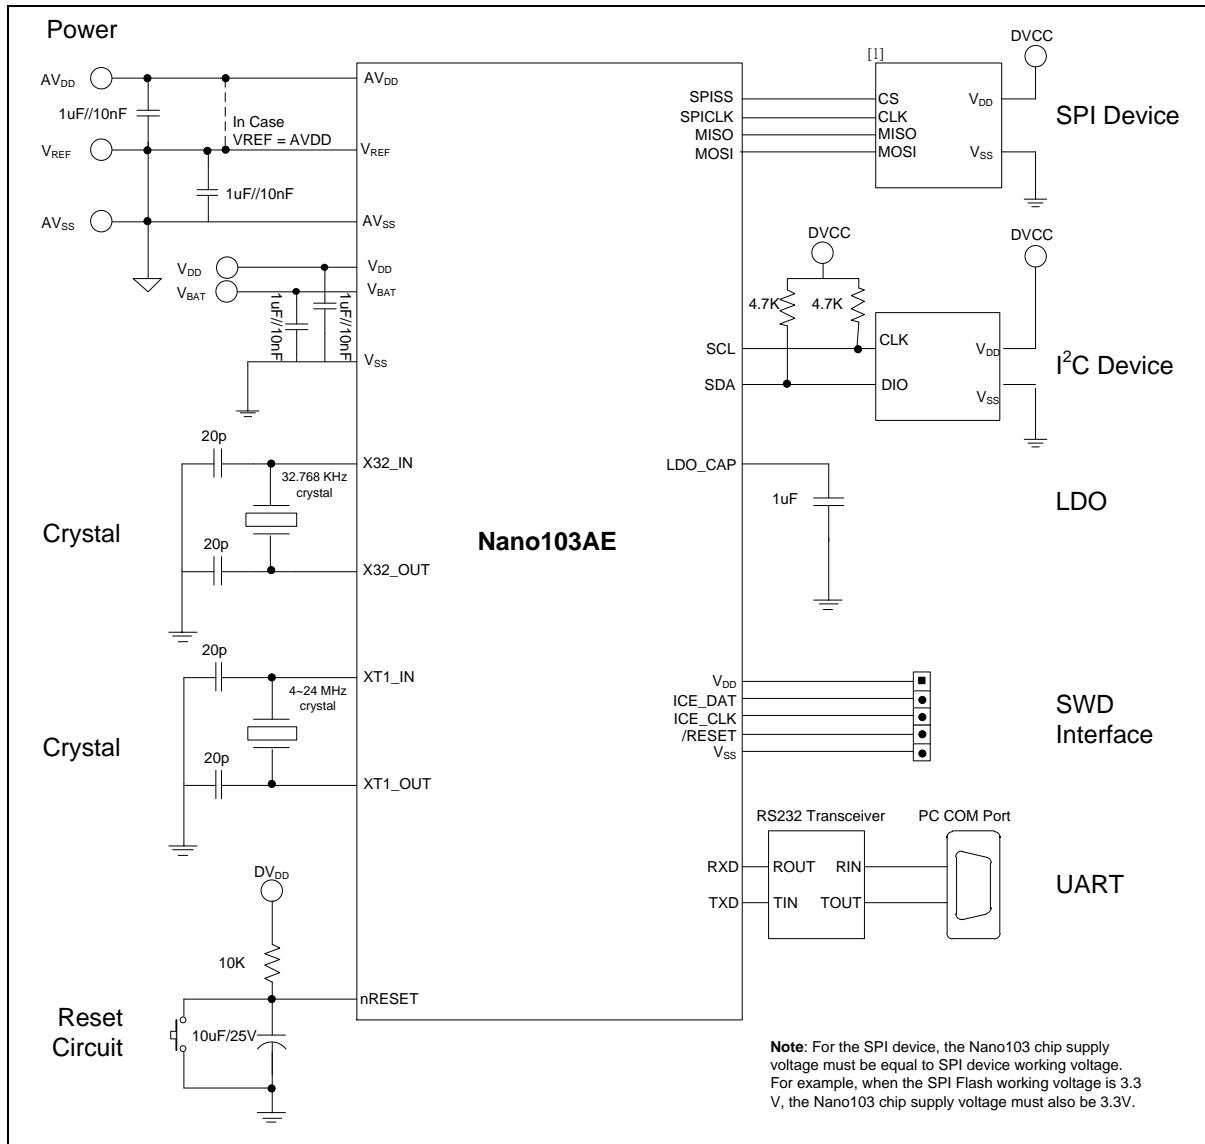 Power
AVDD
1uF//10nF
VREF
AVSS
In Case
VREF = AVDD
1uF//10nF
AVDD
VREF
AVSS
VDD
VBAT
1uF//10nF
1uF//10nF
VDD
VBAT
VSS
Crystal
20p
20p
32.768 KHz
crystal
X32_IN
X32_OUT
Crystal
20p
20p
4~24 MHz
crystal
XT1_IN
XT1_OUT
Reset
Circuit
DVDD
10K
10uF/25V
nRESET
Nano103AE
SPISS
SPICLK
MISO
MOSI
[1]
CS
CLK
MISO
MOSI
VDD
VSS
DVCC
SPI Device
DVCC
4.7K
4.7K
SCL
SDA
CLK
DIO
VDD
VSS
DVCC
I2C Device
LDO_CAP
1uF
LDO
VDD
ICE_DAT
ICE_CLK
/RESET
VSS
SWD
Interface
RS232 Transceiver
PC COM Port
RXD
TXD
ROUT
RIN
TIN
TOUT
UART
Note: For the SPI device, the Nano103 chip supply
voltage must be equal to SPI device working voltage.
For example, when the SPI Flash working voltage is 3.3
V, the Nano103 chip supply voltage must also be 3.3V.